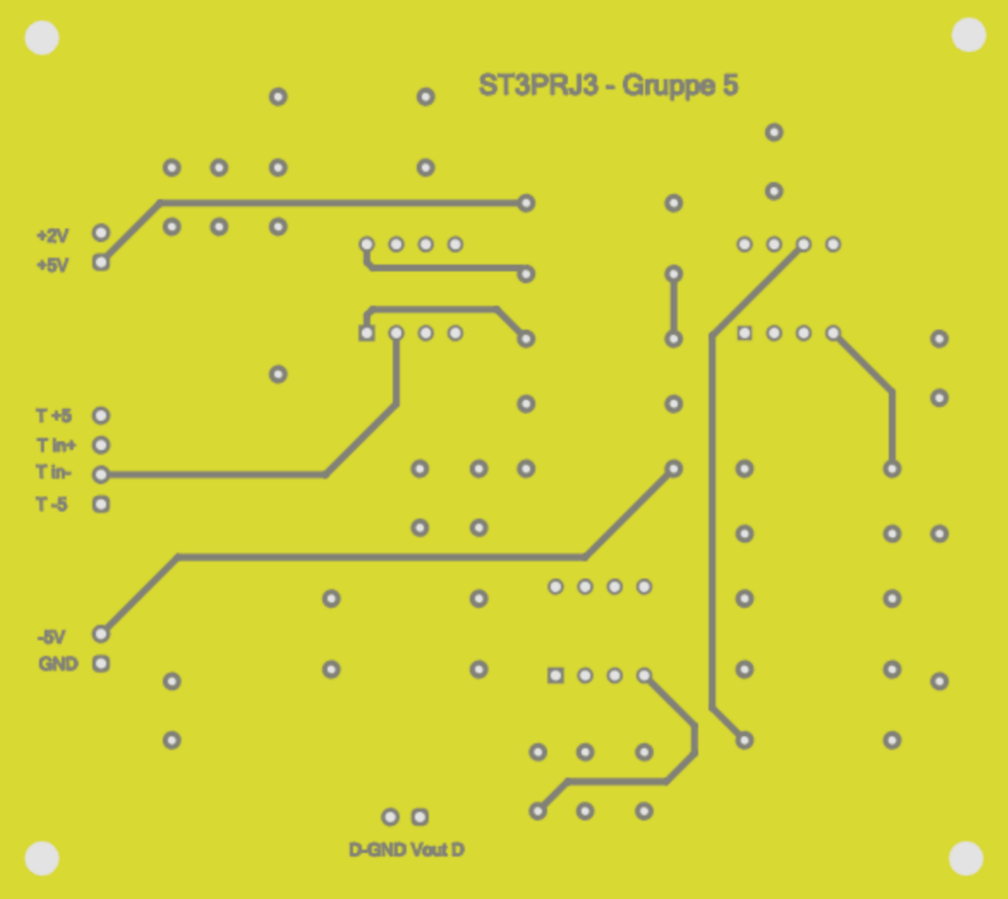 ST3PRJ3 - Gruppe 5
+2V
+5V
T +5
T in+
T in-
T -5
-5V
GND
D-GND Vout D